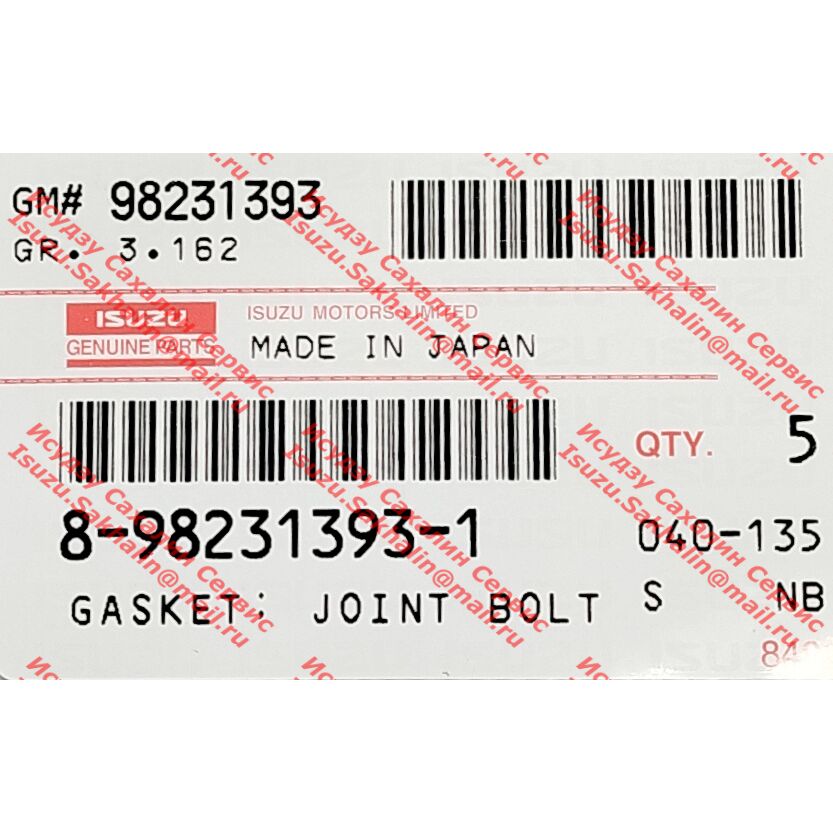 GM# 98231393
GR. 3.162
ISUZU
GENUINE PARTS
ISUZU MOTORS LIMITED
MADE IN JAPAN
QTY. 5
8-98231393-1
040-135
GASKET; JOINT BOLT
S NB
Исудзу Сахалин Сервис
Isuzu.Sakhalin@mail.ru